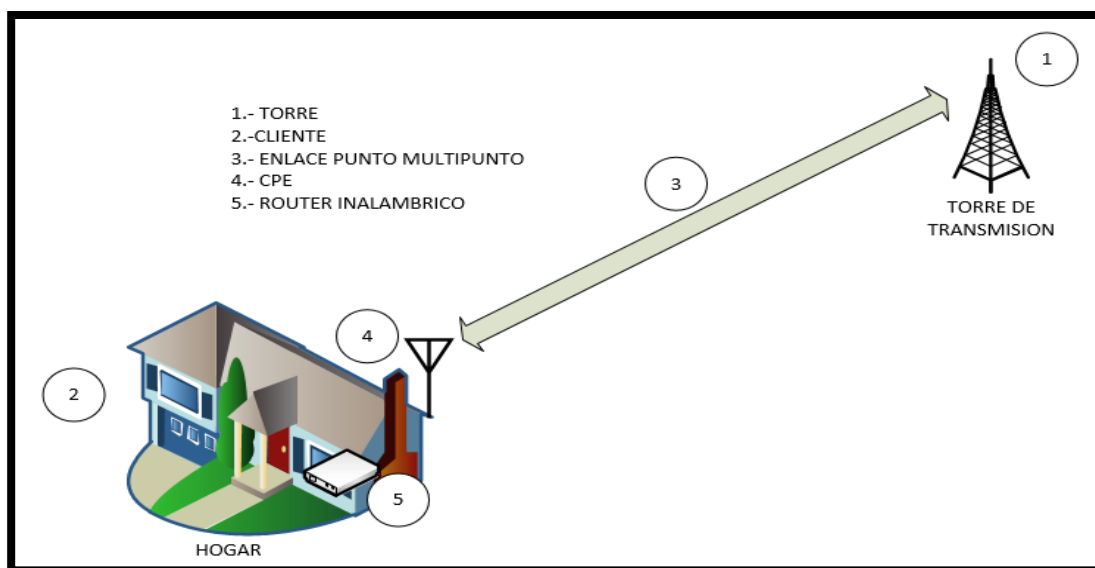 1
1.- TORRE
2.-CLIENTE
3.- ENLACE PUNTO MULTIPUNTO
4.- CPE
5.- ROUTER INALAMBRICO
3
TORRE DE
TRANSMISION
4
2
5
HOGAR